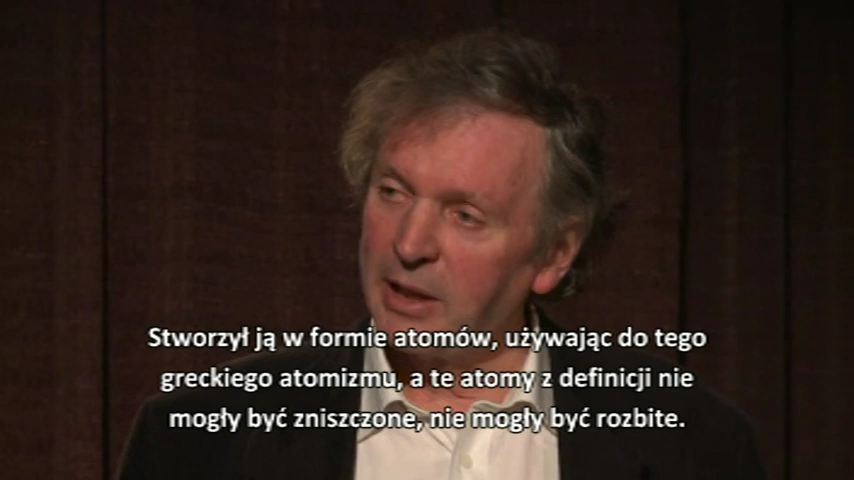 Stworzył ją w formie atomów, używając do tego
greckiego atomizmu, a te atomy z definicji nie
mogły być zniszczone, nie mogły być rozbite.